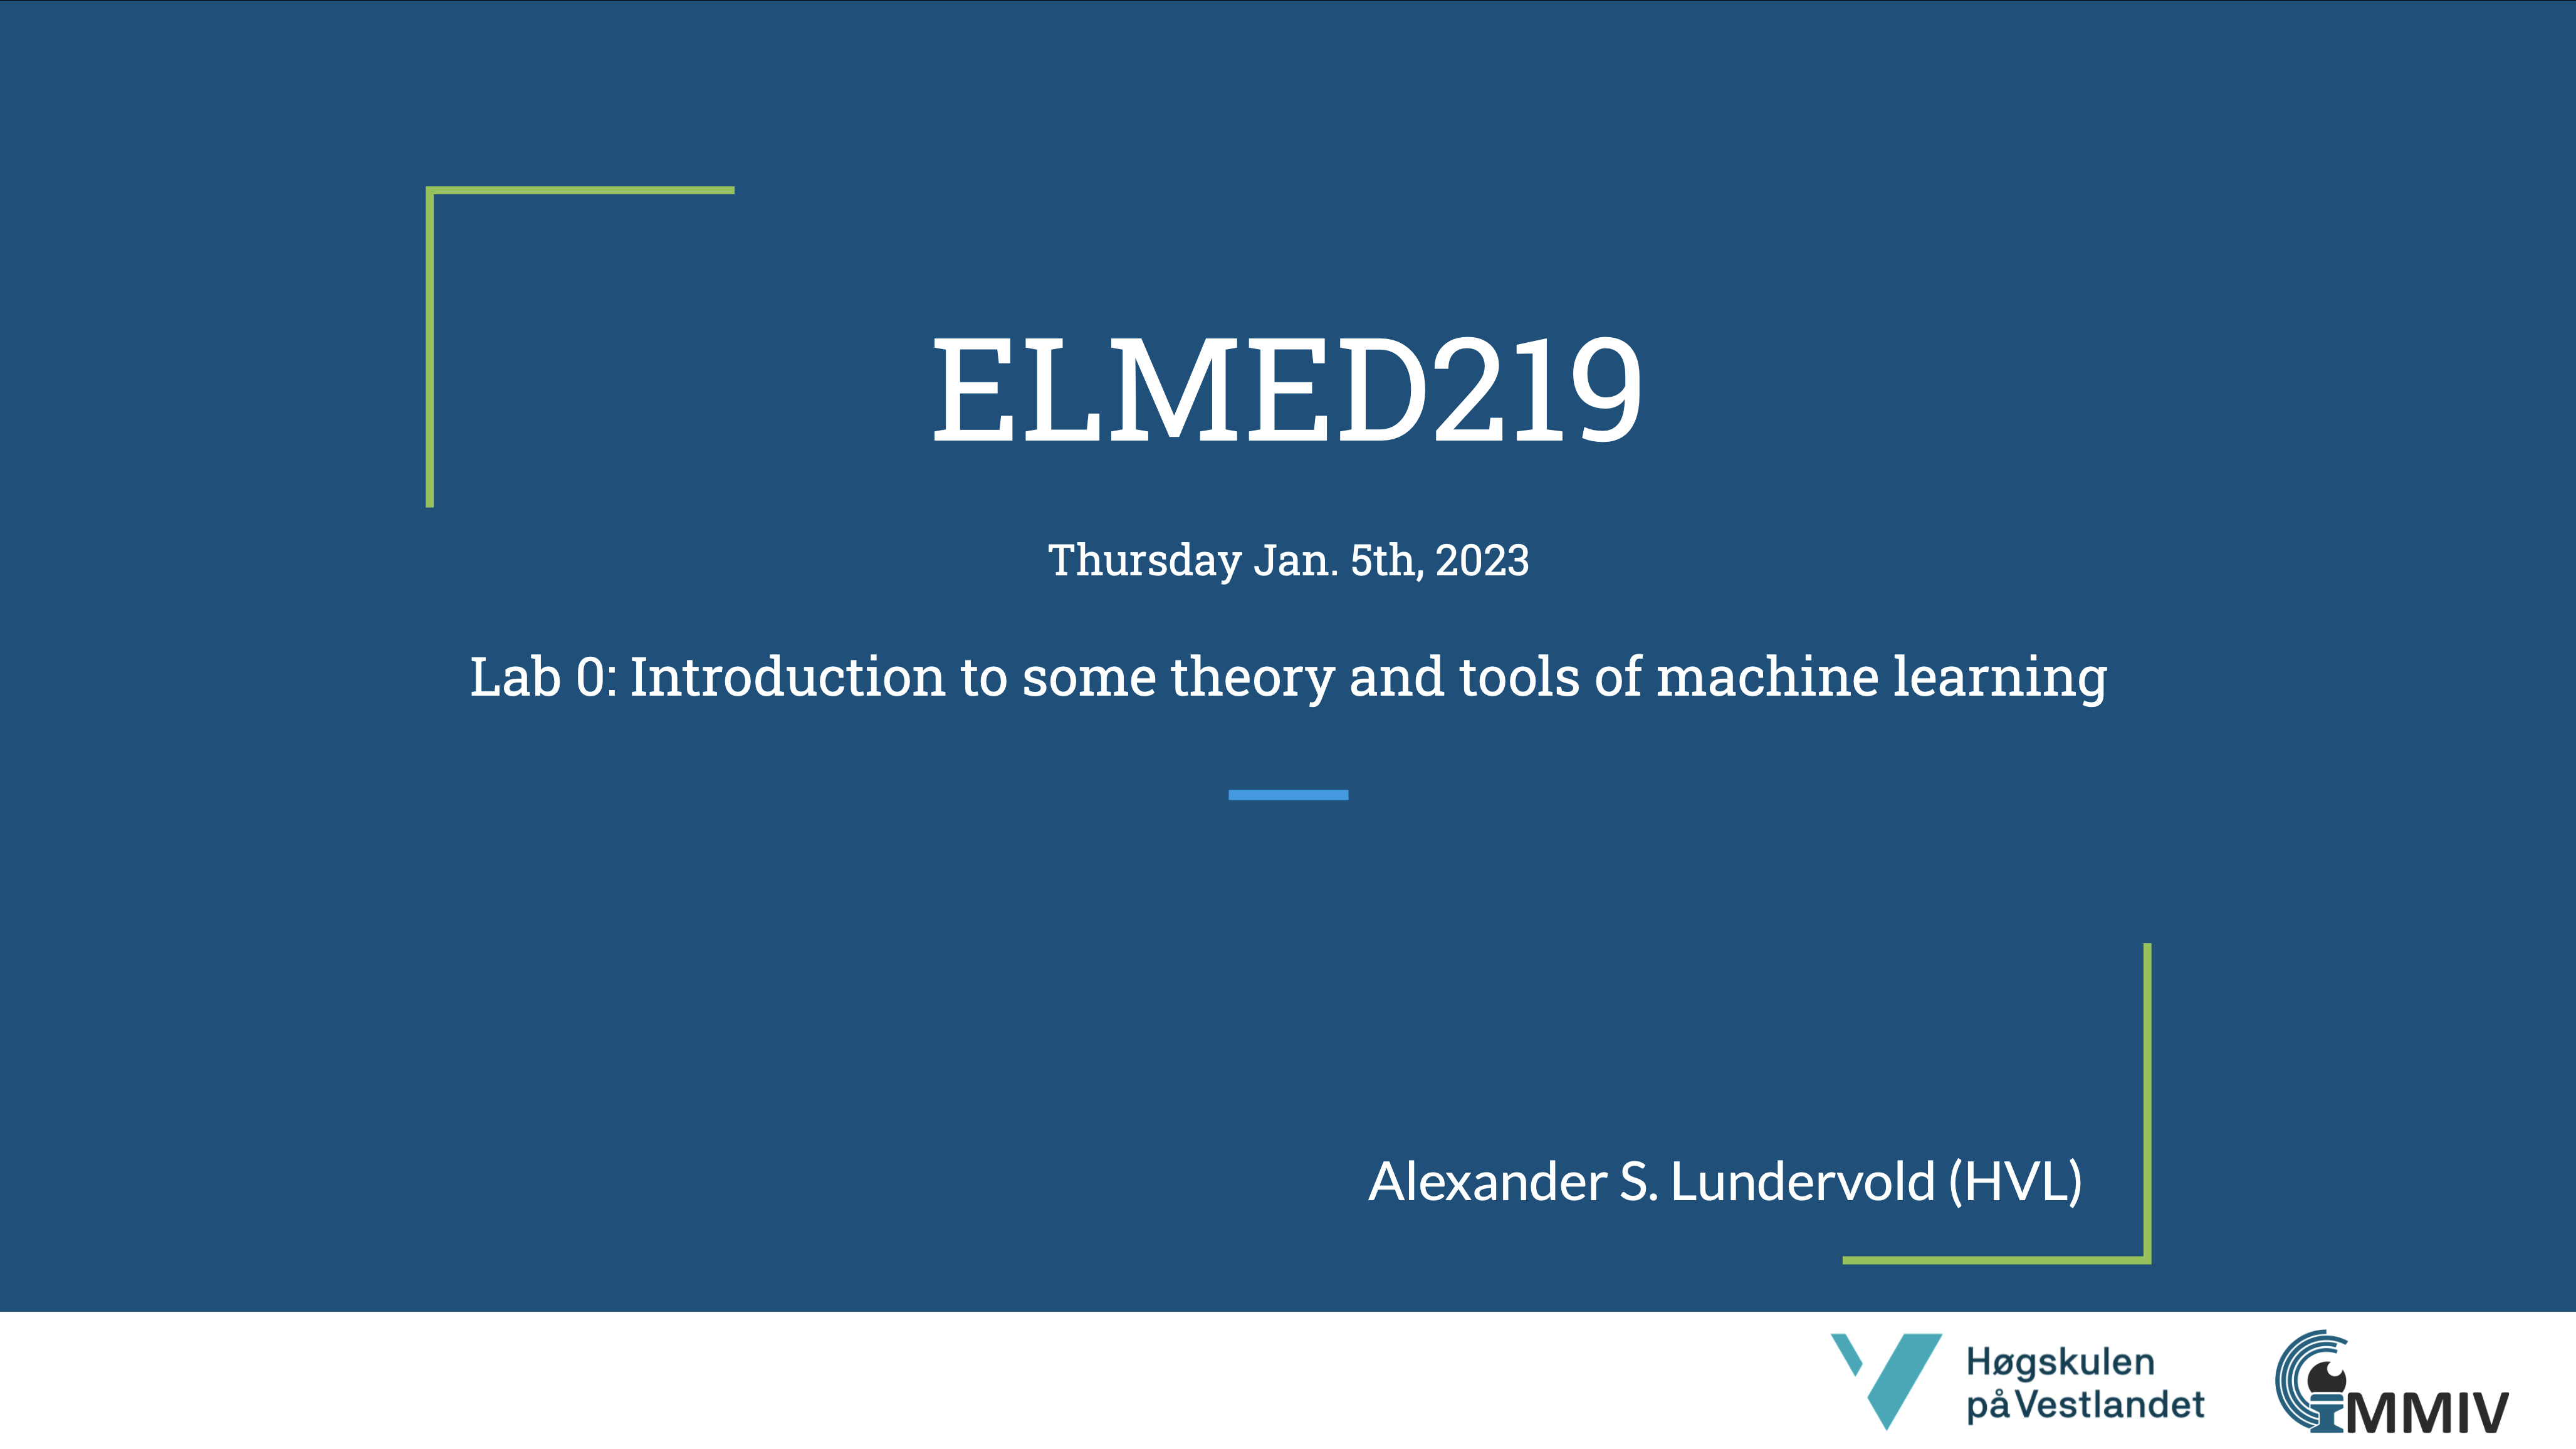 ELMED219
Thursday Jan. 5th, 2023
Lab 0: Introduction to some theory and tools of machine learning
Alexander S. Lundervold (HVL)
Høgskulen
på Vestlandet
MMIV